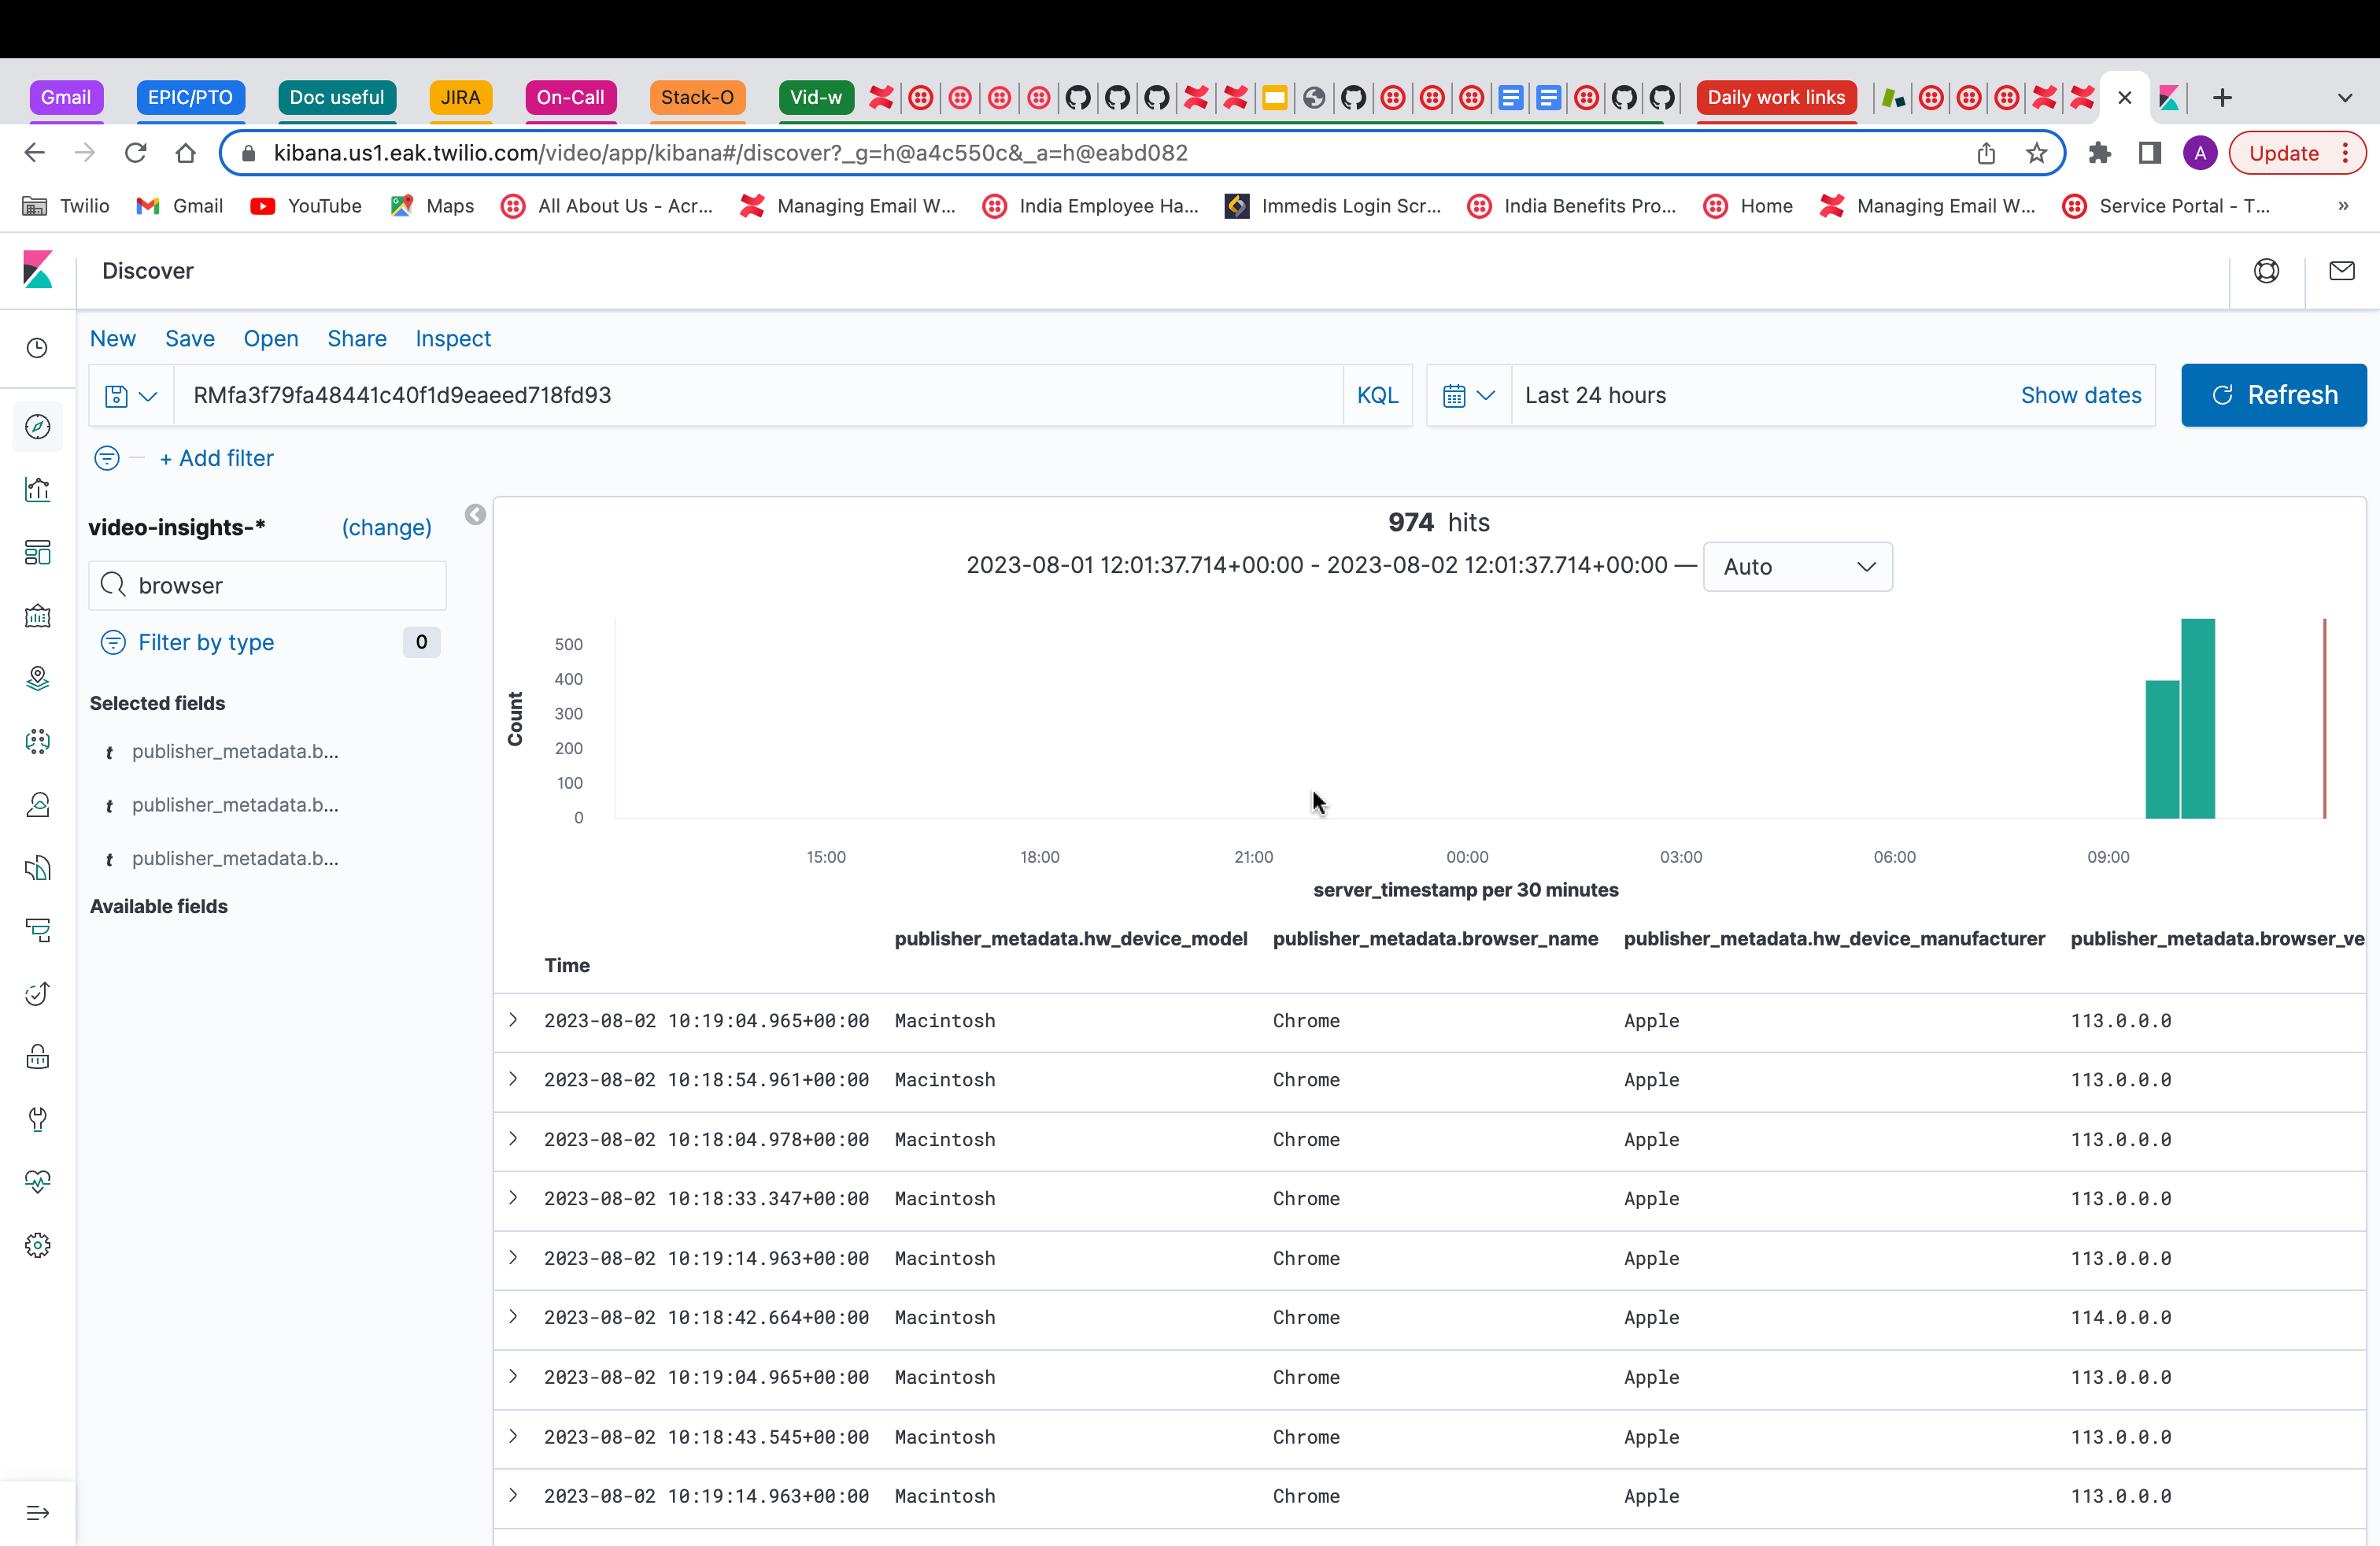 Gmail EPIC/PTO Doc useful JIRA On-Call Stack-O Vid-w Daily work links
kibana.us1.eak.twilio.com/video/app/kibana#/discover?_g=h@a4c550c&_a=h@eabd082 A Update
Twilio Gmail YouTube Maps All About Us - Acr... Managing Email W... India Employee Ha... Immedis Login Scr... India Benefits Pro... Home Managing Email W... Service Portal - T... »
Discover
New Save Open Share Inspect
RMfa3f79fa48441c40f1d9eaeed718fd93 KQL Last 24 hours Show dates Refresh
+ Add filter
video-insights-* (change)
browser
Filter by type 0
Selected fields
t publisher_metadata.b...
t publisher_metadata.b...
t publisher_metadata.b...
Available fields
974 hits
2023-08-01 12:01:37.714+00:00 - 2023-08-02 12:01:37.714+00:00 — Auto
Count
500
400
300
200
100
0
15:00 18:00 21:00 00:00 03:00 06:00 09:00
server_timestamp per 30 minutes
Time publisher_metadata.hw_device_model publisher_metadata.browser_name publisher_metadata.hw_device_manufacturer publisher_metadata.browser_ve
2023-08-02 10:19:04.965+00:00 Macintosh Chrome Apple 113.0.0.0
2023-08-02 10:18:54.961+00:00 Macintosh Chrome Apple 113.0.0.0
2023-08-02 10:18:04.978+00:00 Macintosh Chrome Apple 113.0.0.0
2023-08-02 10:18:33.347+00:00 Macintosh Chrome Apple 113.0.0.0
2023-08-02 10:19:14.963+00:00 Macintosh Chrome Apple 113.0.0.0
2023-08-02 10:18:42.664+00:00 Macintosh Chrome Apple 114.0.0.0
2023-08-02 10:19:04.965+00:00 Macintosh Chrome Apple 113.0.0.0
2023-08-02 10:18:43.545+00:00 Macintosh Chrome Apple 113.0.0.0
2023-08-02 10:19:14.963+00:00 Macintosh Chrome Apple 113.0.0.0